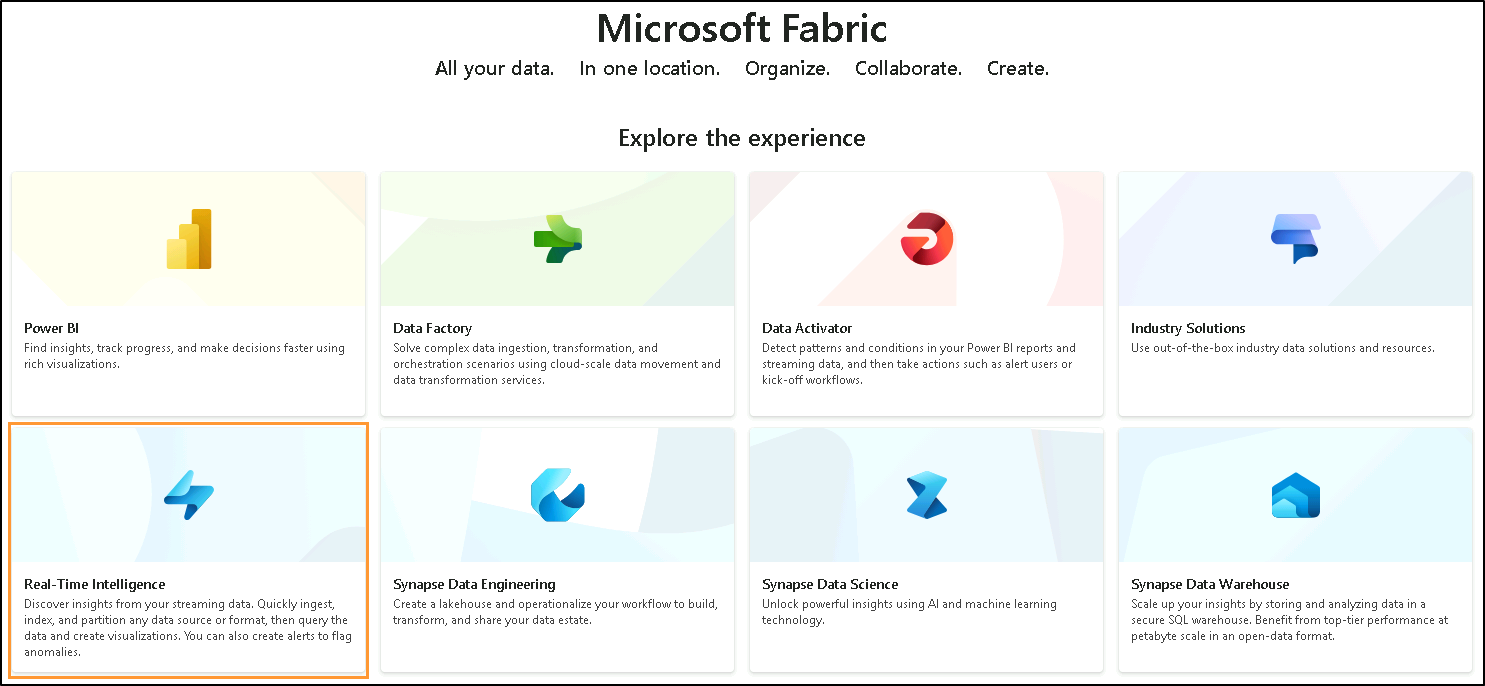 Microsoft Fabric
All your data. In one location. Organize. Collaborate. Create.
Explore the experience
Power BI
Find insights, track progress, and make decisions faster using
rich visualizations.
Data Factory
Solve complex data ingestion, transformation, and
orchestration scenarios using cloud-scale data movement and
data transformation services.
Data Activator
Detect patterns and conditions in your Power BI reports and
streaming data, and then take actions such as alert users or
kick-off workflows.
Industry Solutions
Use out-of-the-box industry data solutions and resources.
Real-Time Intelligence
Discover insights from your streaming data. Quickly ingest,
index, and partition any data source or format, then query the
data and create visualizations. You can also create alerts to flag
anomalies.
Synapse Data Engineering
Create a lakehouse and operationalize your workflow to build,
transform, and share your data estate.
Synapse Data Science
Unlock powerful insights using AI and machine learning
technology.
Synapse Data Warehouse
Scale up your insights by storing and analyzing data in a
secure SQL warehouse. Benefit from top-tier performance at
petabyte scale in an open-data format.